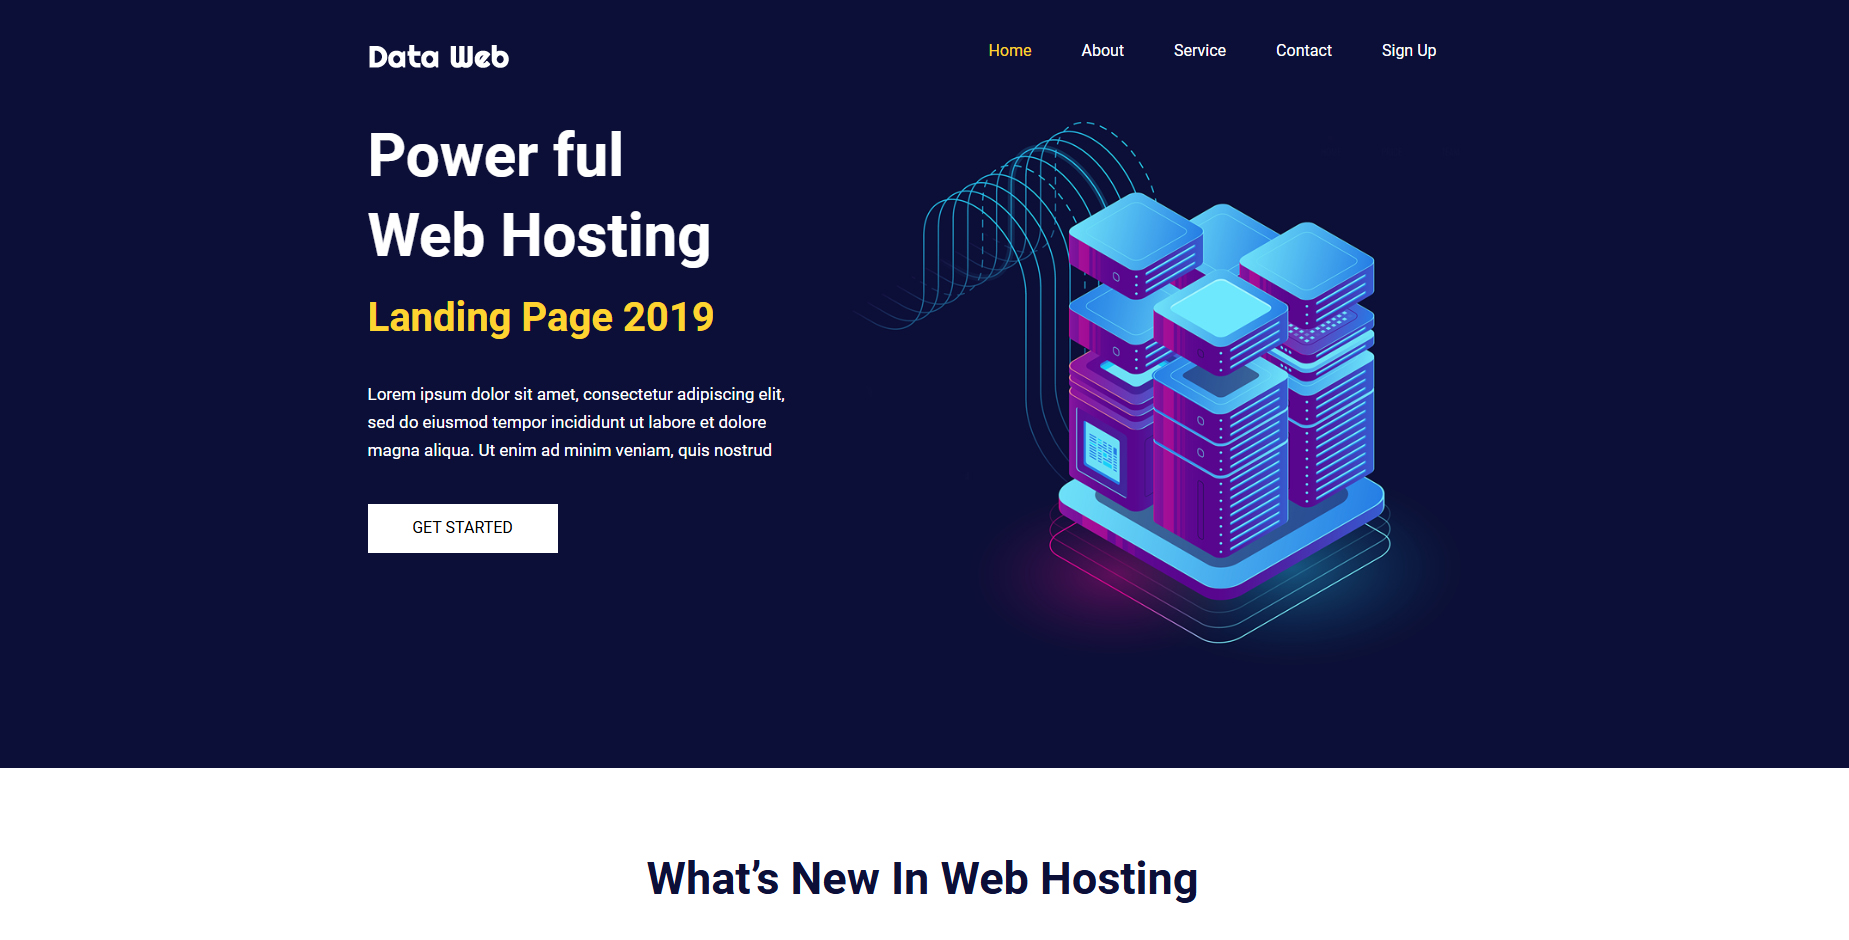 Data Web
Home About Service Contact Sign Up
Power ful
Web Hosting
Landing Page 2019
Lorem ipsum dolor sit amet, consectetur adipiscing elit,
sed do eiusmod tempor incididunt ut labore et dolore
magna aliqua. Ut enim ad minim veniam, quis nostrud
GET STARTED
What’s New In Web Hosting